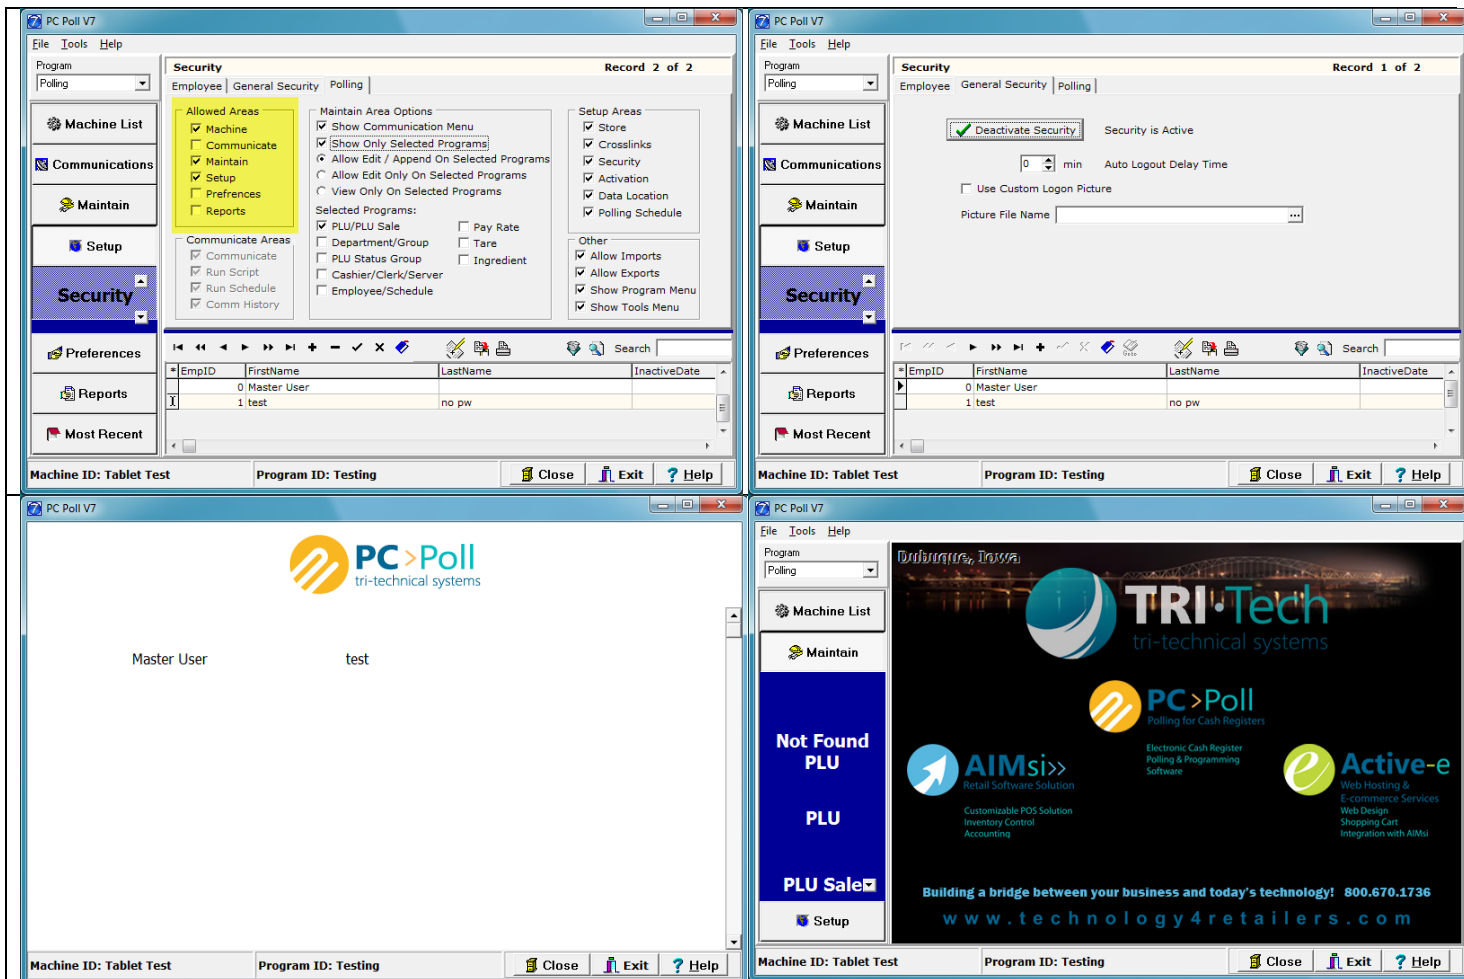 PC Poll V7
File Tools Help
Program
Polling
Machine List
Communications
Maintain
Setup
Security
Preferences
Reports
Most Recent
Security Record 2 of 2
Employee General Security Polling
Allowed Areas
Machine
Communicate
Maintain
Setup
Prefrences
Reports
Communicate Areas
Communicate
Run Script
Run Schedule
Comm History
Maintain Area Options
Show Communication Menu
Show Only Selected Programs
Allow Edit / Append On Selected Programs
Allow Edit Only On Selected Programs
View Only On Selected Programs
Selected Programs:
PLU/PLU Sale Pay Rate
Department/Group Tare
PLU Status Group Ingredient
Cashier/Clerk/Server
Employee/Schedule
Setup Areas
Store
Crosslinks
Security
Activation
Data Location
Polling Schedule
Other
Allow Imports
Allow Exports
Show Program Menu
Show Tools Menu
Search
* EmpID FirstName LastName InactiveDate
0 Master User
1 test no pw
Machine ID: Tablet Test Program ID: Testing Close Exit ? Help
PC Poll V7
File Tools Help
Program
Polling
Machine List
Communications
Maintain
Setup
Security
Preferences
Reports
Most Recent
Security Record 1 of 2
Employee General Security Polling
Deactivate Security Security is Active
0 min Auto Logout Delay Time
Use Custom Logon Picture
Picture File Name ...
Goto
Search
* EmpID FirstName LastName InactiveDate
0 Master User
1 test no pw
Machine ID: Tablet Test Program ID: Testing Close Exit ? Help
PC Poll V7
PC>Poll
tri-technical systems
Master User test
Machine ID: Tablet Test Program ID: Testing Close Exit ? Help
PC Poll V7
File Tools Help
Program
Polling
Machine List
Maintain
Not Found
PLU
PLU
PLU Sale
Setup
Dubuque, Iowa
TRI·Tech
tri-technical systems
PC>Poll
Polling for Cash Registers
Electronic Cash Register
Polling & Programming
Software
AIMsi>>
Retail Software Solution
Customizable POS Solution
Inventory Control
Accounting
Active-e
Web Hosting &
E-commerce Services
Web Design
Shopping Cart
Integration with AIMsi
Building a bridge between your business and today's technology! 800.670.1736
www.technology4retailers.com
Machine ID: Tablet Test Program ID: Testing Close Exit ? Help